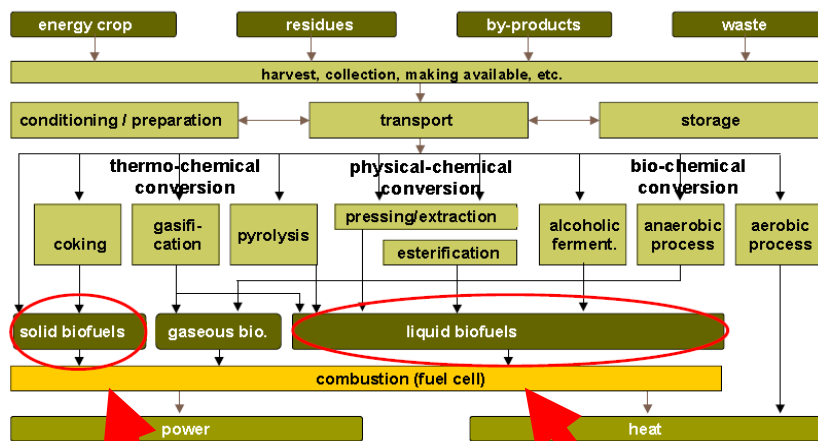 energy crop
residues
by-products
waste
harvest, collection, making available, etc.
conditioning / preparation
transport
storage
thermo-chemical
conversion
physical-chemical
conversion
bio-chemical
conversion
coking
gasifi-
cation
pyrolysis
pressing/extraction
esterification
alcoholic
ferment.
anaerobic
process
aerobic
process
solid biofuels
gaseous bio.
liquid biofuels
combustion (fuel cell)
power
heat